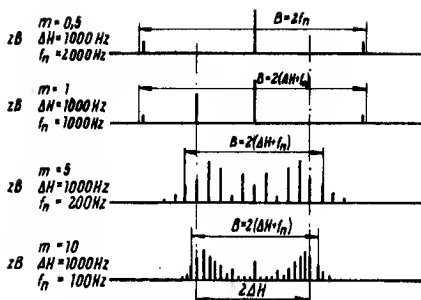 m = 0,5
zB ΔH = 1000 Hz
fₙ = 2000 Hz
B = 2fₙ
m = 1
zB ΔH = 1000 Hz
fₙ = 1000 Hz
B = 2(ΔH+fₙ)
m = 5
zB ΔH = 1000 Hz
fₙ = 200 Hz
B = 2(ΔH+fₙ)
m = 10
zB ΔH = 1000 Hz
fₙ = 100 Hz
B = 2(ΔH+fₙ)
2ΔH